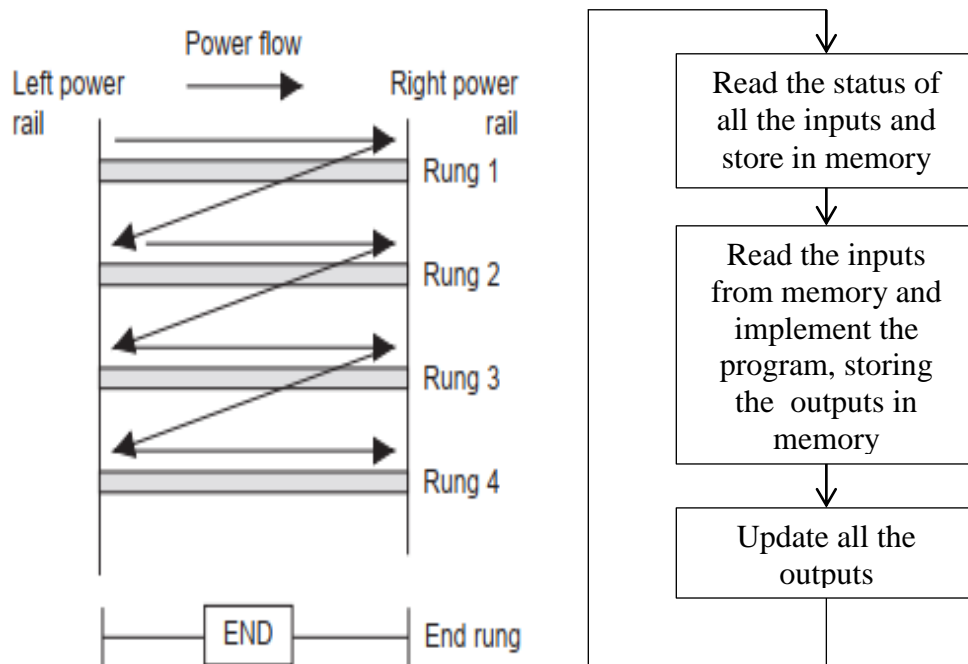 Power flow
Left power
rail
Right power
rail
Rung 1
Rung 2
Rung 3
Rung 4
END
End rung
Read the status of
all the inputs and
store in memory
Read the inputs
from memory and
implement the
program, storing
the outputs in
memory
Update all the
outputs